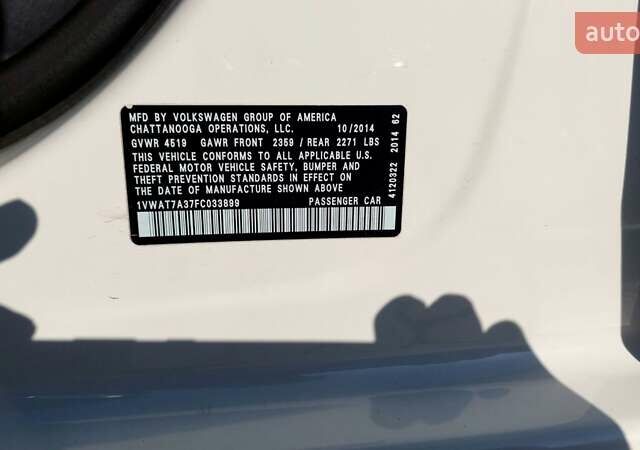 auto
MFD BY VOLKSWAGEN GROUP OF AMERICA
CHATTANOOGA OPERATIONS, LLC. 10/2014
GVWR 4519 GAWR FRONT 2359 / REAR 2271 LBS
THIS VEHICLE CONFORMS TO ALL APPLICABLE U.S.
FEDERAL MOTOR VEHICLE SAFETY, BUMPER AND
THEFT PREVENTION STANDARDS IN EFFECT ON
THE DATE OF MANUFACTURE SHOWN ABOVE
1VWAT7A37FC033899 PASSENGER CAR
4120322 2014 62